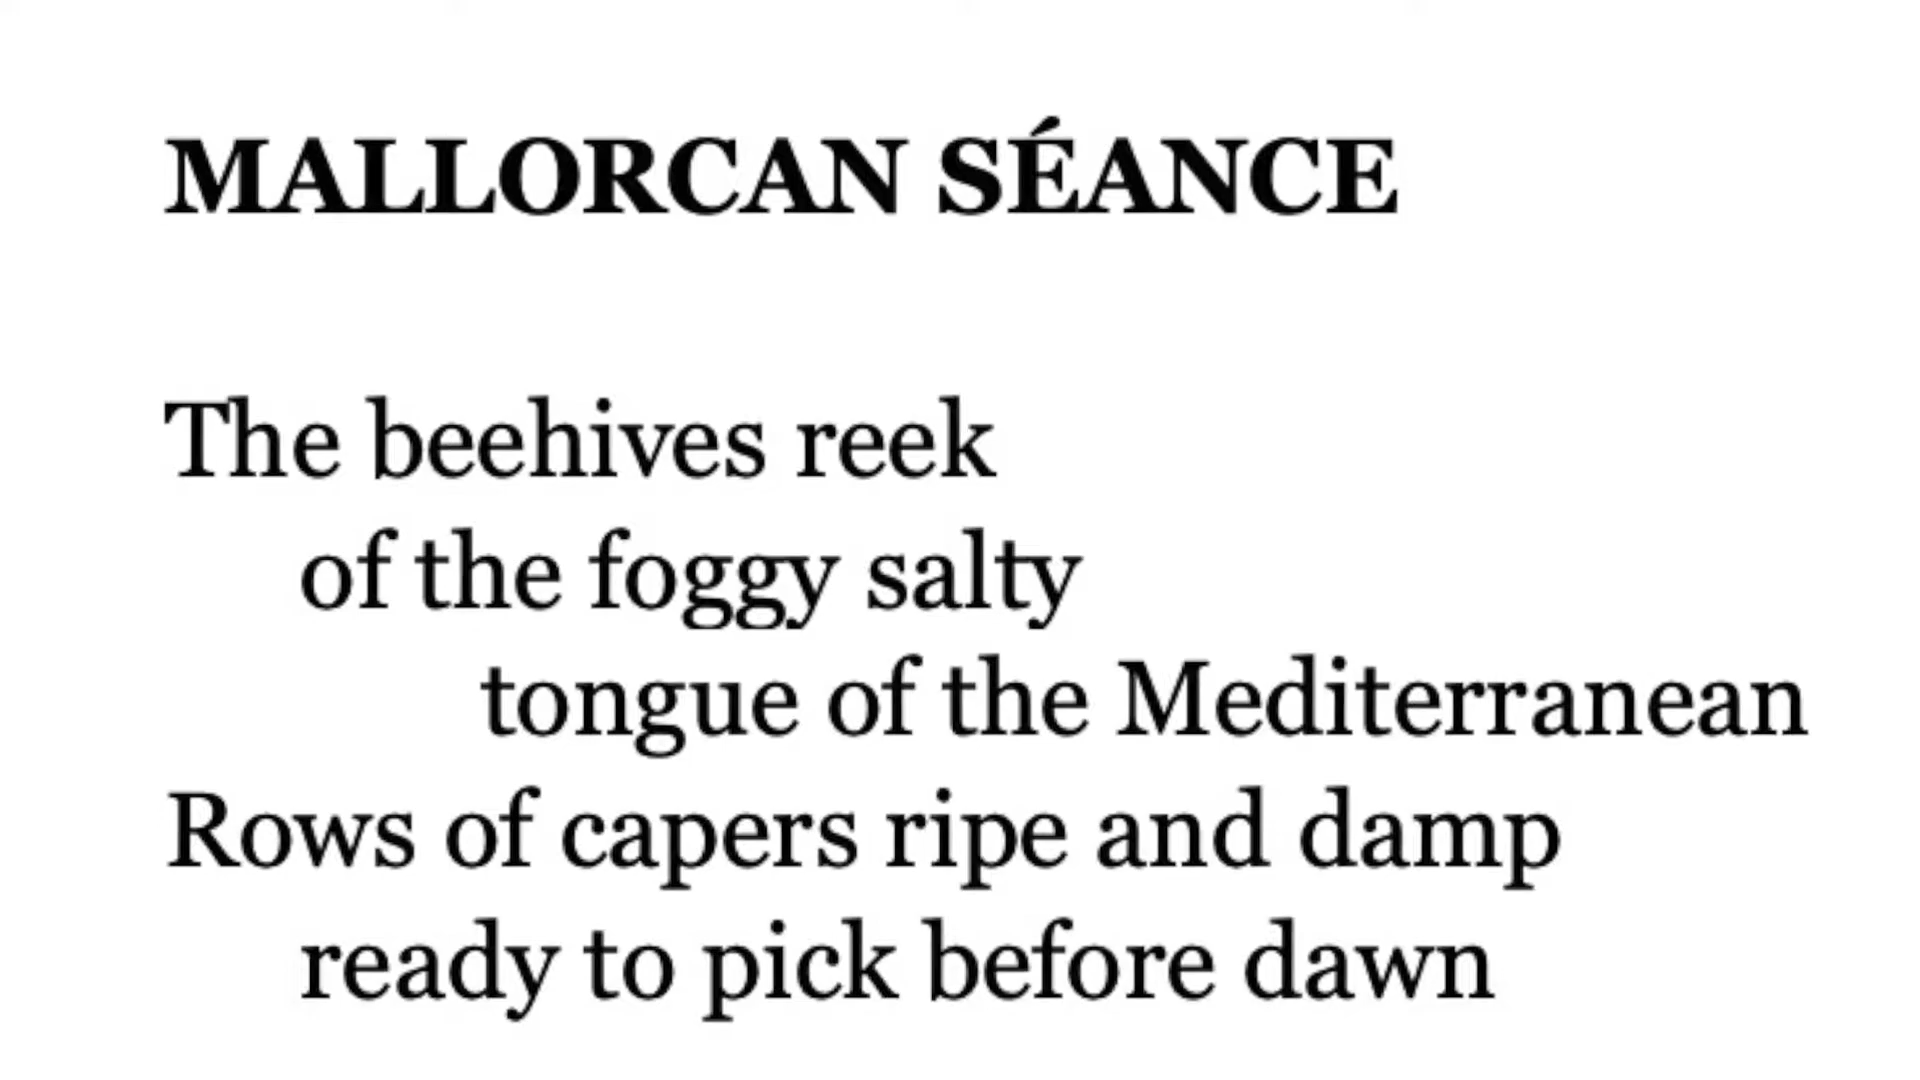 MALLORCAN SÉANCE
The beehives reek
of the foggy salty
tongue of the Mediterranean
Rows of capers ripe and damp
ready to pick before dawn